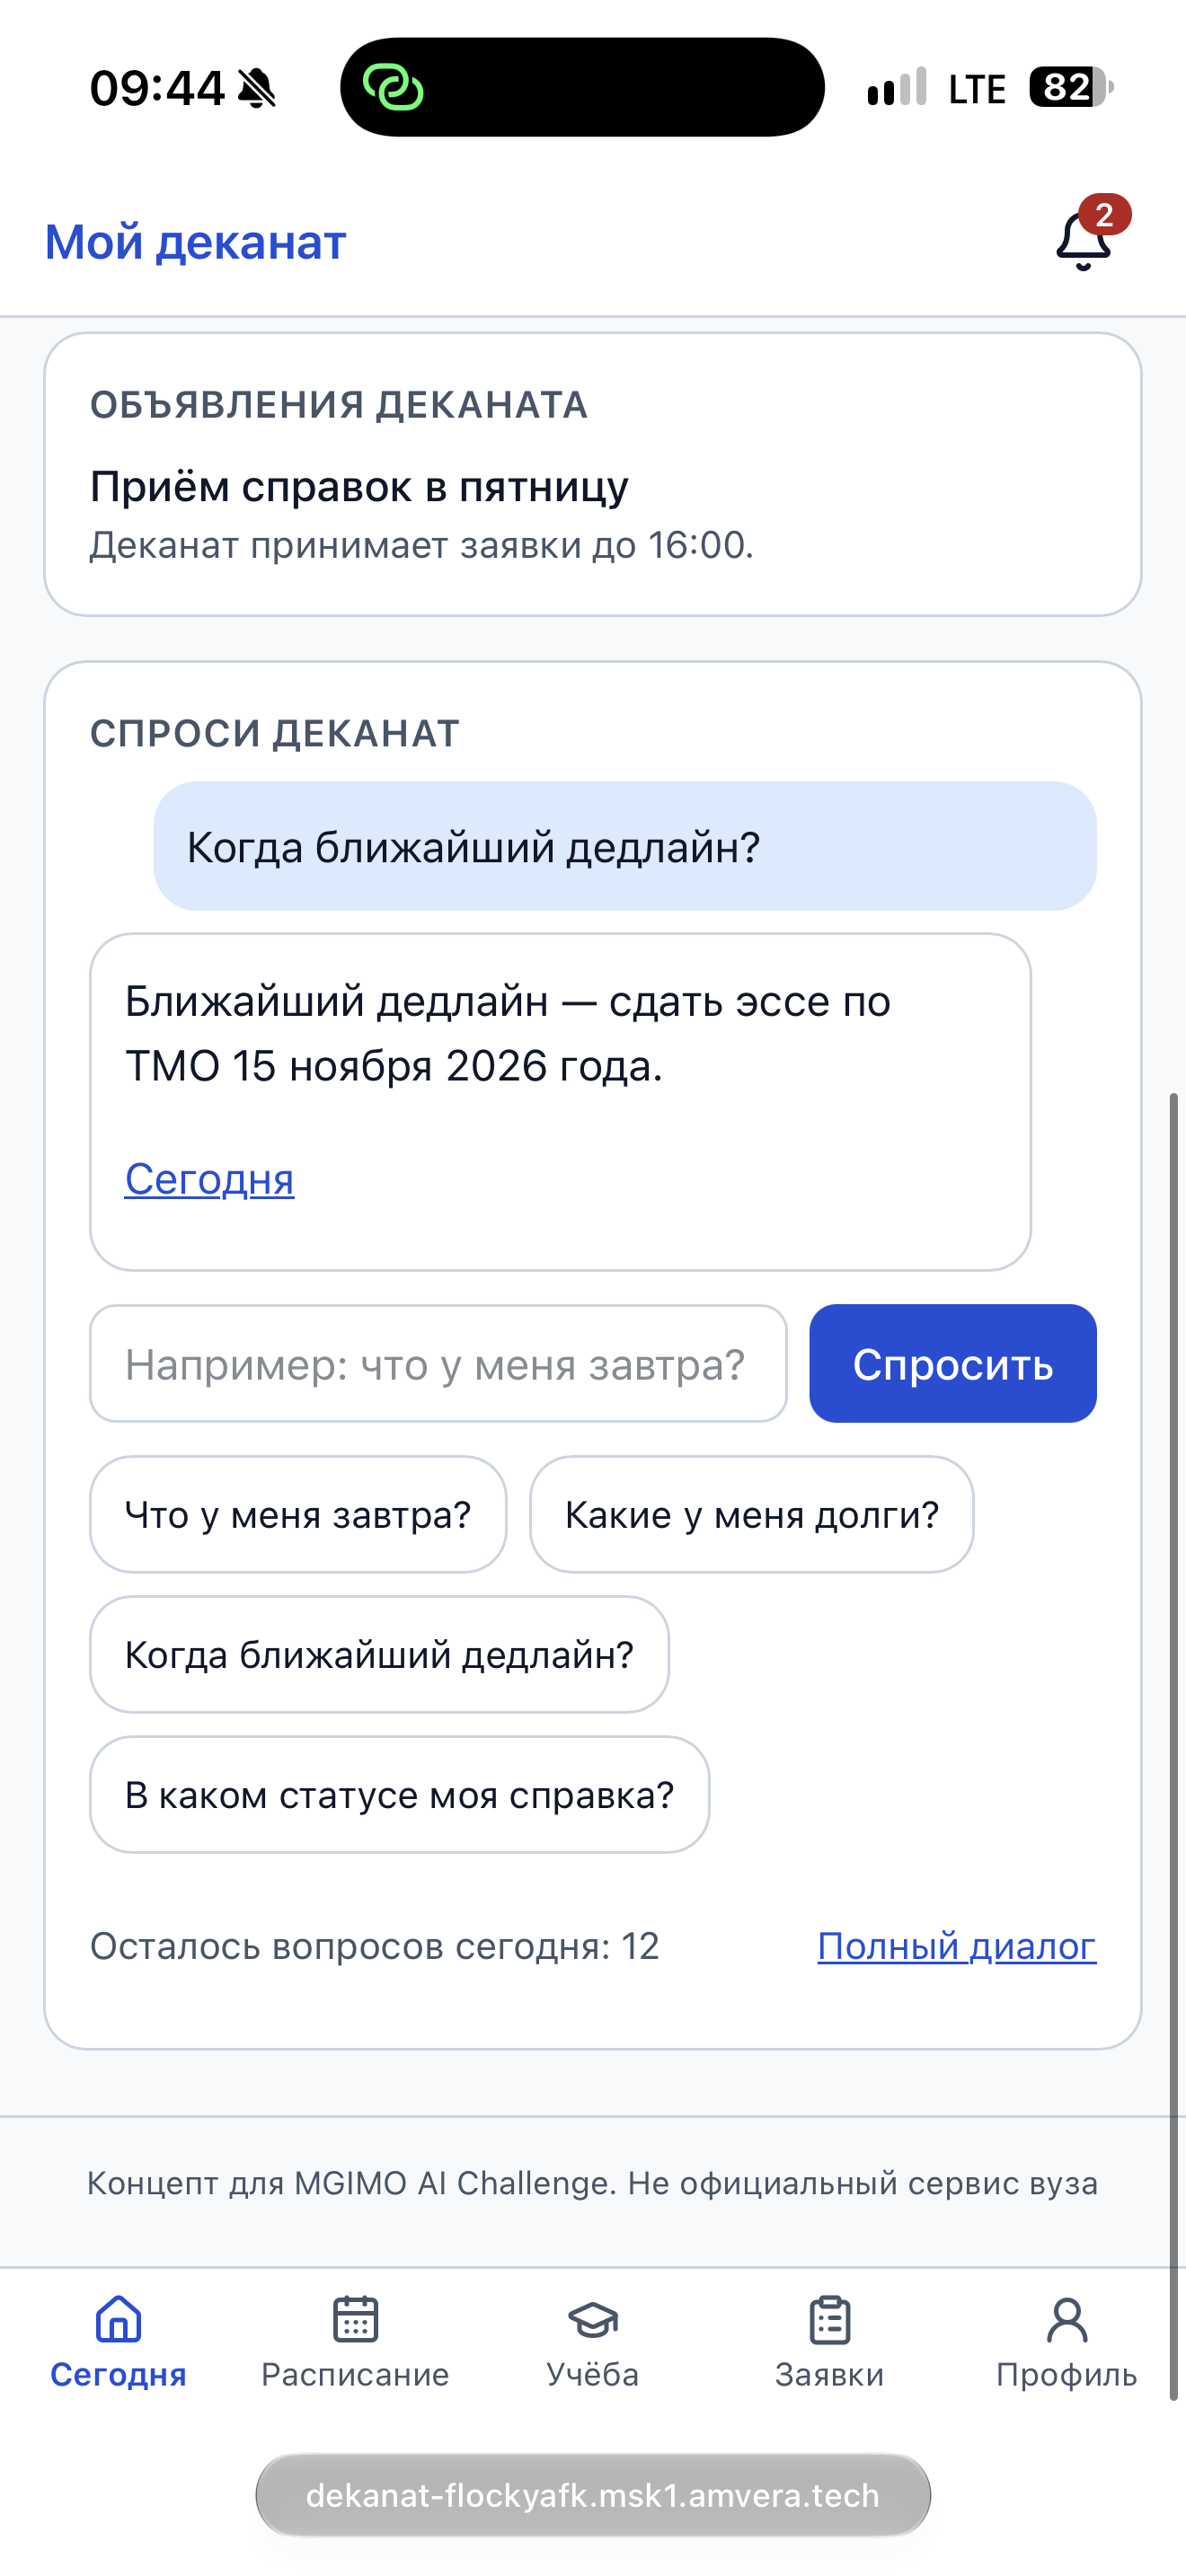 09:44
LTE
82
Мой деканат
2
ОБЪЯВЛЕНИЯ ДЕКАНАТА
Приём справок в пятницу
Деканат принимает заявки до 16:00.
СПРОСИ ДЕКАНАТ
Когда ближайший дедлайн?
Ближайший дедлайн — сдать эссе по
ТМО 15 ноября 2026 года.
Сегодня
Например: что у меня завтра?
Спросить
Что у меня завтра?
Какие у меня долги?
Когда ближайший дедлайн?
В каком статусе моя справка?
Осталось вопросов сегодня: 12
Полный диалог
Концепт для MGIMO AI Challenge. Не официальный сервис вуза
Сегодня
Расписание
Учёба
Заявки
Профиль
dekanat-flockyafk.msk1.amvera.tech